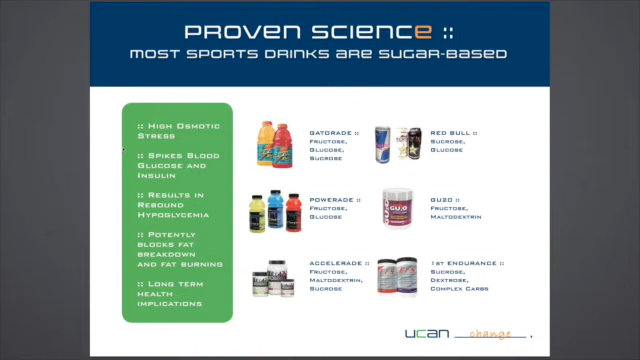 PROVEN SCIENCE ::
MOST SPORTS DRINKS ARE SUGAR-BASED
:: HIGH OSMOTIC
STRESS
:: SPIKES BLOOD
GLUCOSE AND
INSULIN
:: RESULTS IN
REBOUND
HYPOGLYCEMIA
:: POTENTLY
BLOCKS FAT
BREAKDOWN
AND FAT BURNING
:: LONG TERM
HEALTH
IMPLICATIONS
GATORADE ::
FRUCTOSE,
GLUCOSE,
SUCROSE
RED BULL ::
SUCROSE,
GLUCOSE
POWERADE ::
FRUCTOSE,
GLUCOSE
GU2O ::
FRUCTOSE,
MALTODEXTRIN
ACCELERADE ::
FRUCTOSE,
MALTODEXTRIN,
SUCROSE
1ST ENDURANCE ::
SUCROSE,
DEXTROSE,
COMPLEX CARBS
ucan change